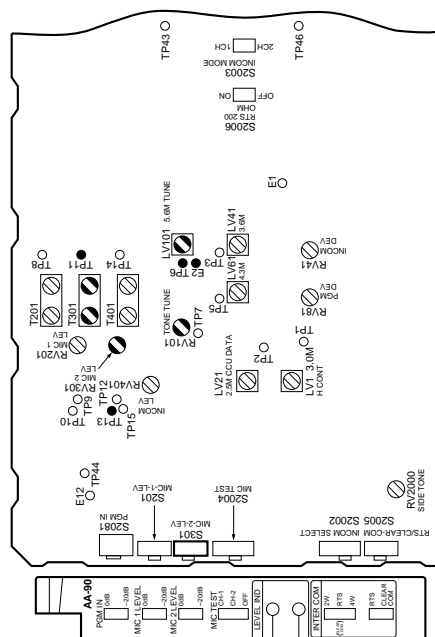 TP43
TP46
1CH 2CH
S2003
INCOM MODE
ON OFF
S2006
RTS 200
OHM
E1
LV101
5.6M TUNE
LV41
3.6M
TP8
TP11
TP14
E2
TP6
TP3
LV61
4.3M
RV41
INCOM
DEV
T201
T301
T401
TP5
RV81
PGM
DEV
TONE TUNE
RV101
TP7
RV201
MIC 1
LEV
TP2
TP1
RV301
MIC 2
LEV
RV401
INCOM
LEV
LV21
2.5M CCU DATA
LV1 3.0M
H CONT
TP9
TP12
TP10
TP13
TP15
E12
TP44
RV2000
SIDE TONE
S2081
PGM IN
S201
MIC-1-LEV
S301
MIC-2-LEV
S2004
MIC TEST
S2002
INCOM SELECT
S2005
RTS/CLEAR-COM
AA-90
PGM IN
0dB
-20dB
MIC 1 LEVEL
0dB
-20dB
MIC 2 LEVEL
0dB
-20dB
MIC TEST
CH-1
CH-2
OFF
LEVEL IND
INTER COM
2W
RTS
4W
RTS
CLEAR
COM